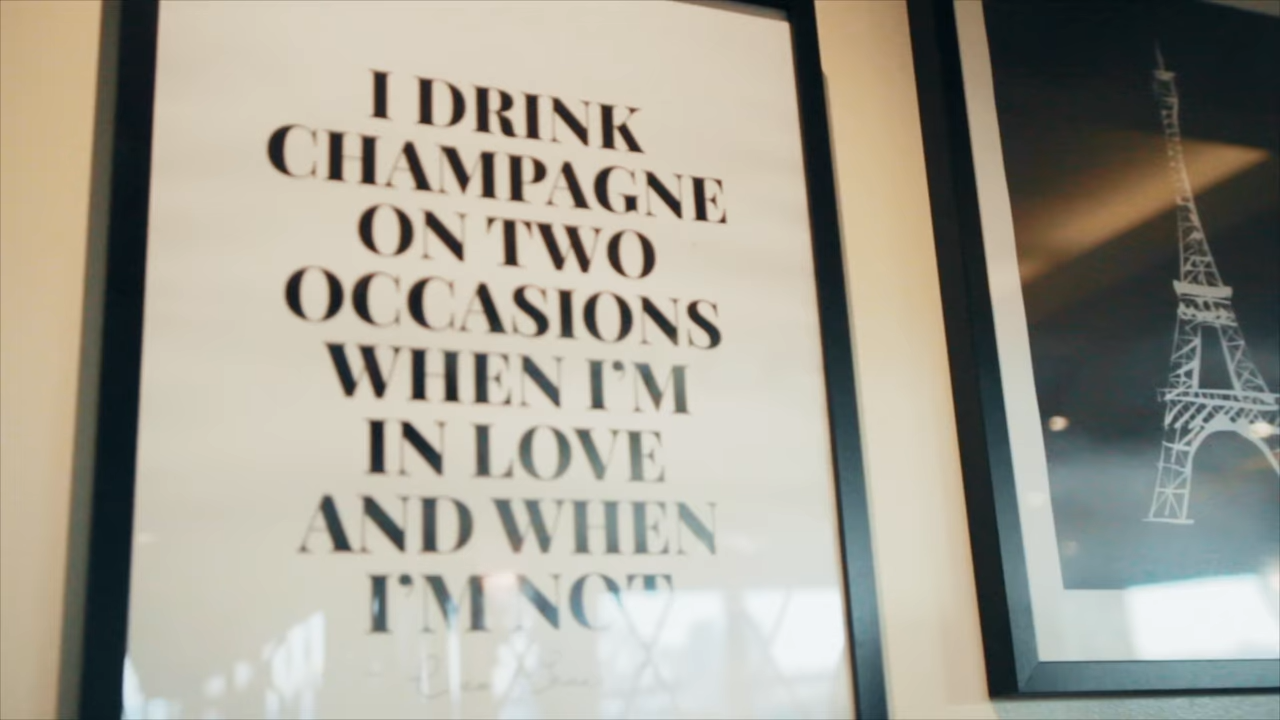 I DRINK
CHAMPAGNE
ON TWO
OCCASIONS
WHEN I'M
IN LOVE
AND WHEN
I'M NOT